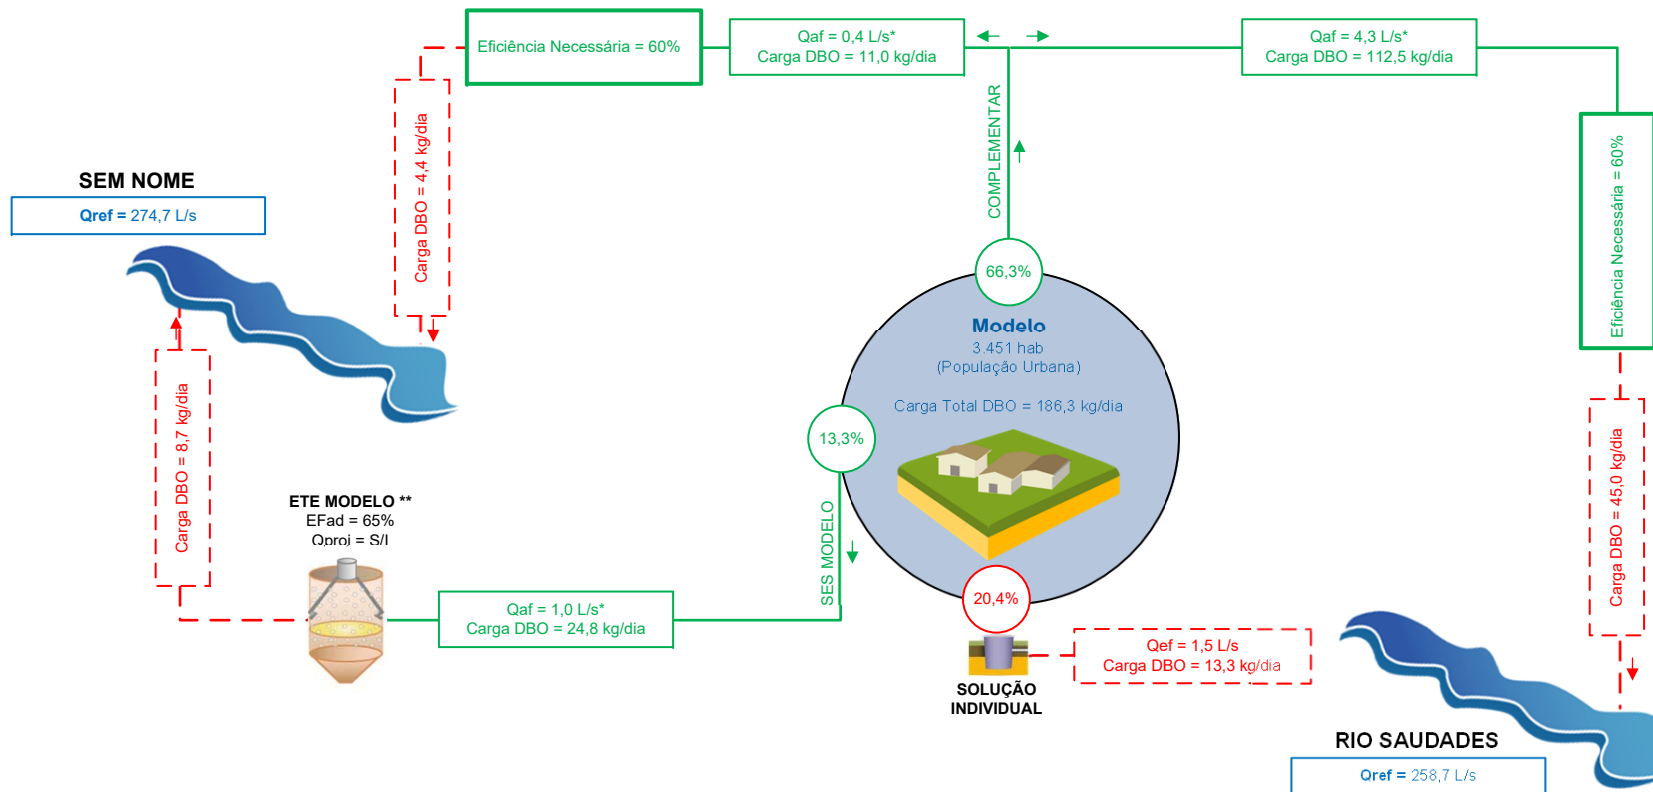 Eficiência Necessária = 60%
Qaf = 0,4 L/s*
Carga DBO = 11,0 kg/dia
Qaf = 4,3 L/s*
Carga DBO = 112,5 kg/dia
Carga DBO = 4,4 kg/dia
COMPLEMENTAR
Eficiência Necessária = 60%
SEM NOME
Qref = 274,7 L/s
66,3%
Modelo
3.451 hab
(População Urbana)
Carga Total DBO = 186,3 kg/dia
13,3%
Carga DBO = 8,7 kg/dia
ETE MODELO **
EFad = 65%
Qproj = S/I
SES MODELO
Qaf = 1,0 L/s*
Carga DBO = 24,8 kg/dia
20,4%
Qef = 1,5 L/s
Carga DBO = 13,3 kg/dia
SOLUÇÃO
INDIVIDUAL
Carga DBO = 45,0 kg/dia
RIO SAUDADES
Qref = 258,7 L/s